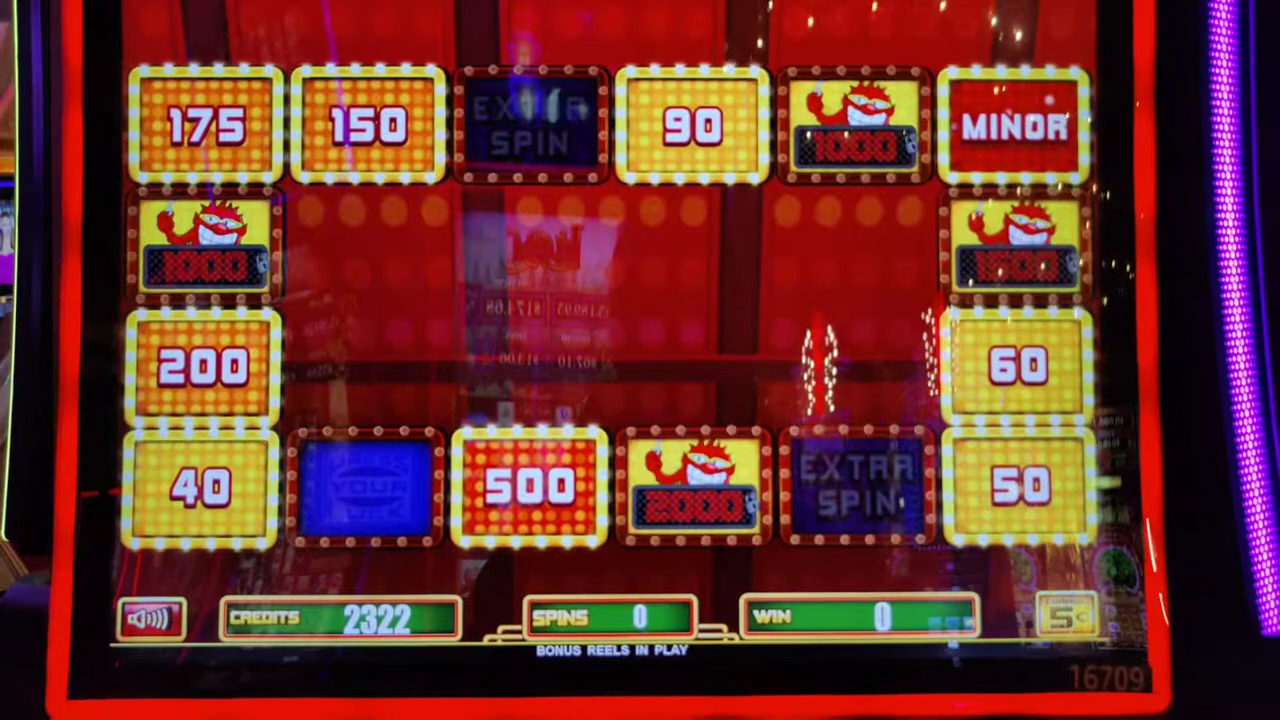 175 150 EXTRA SPIN 90 1000 MINOR
1000 1500
200 60
40 YOUR 500 2000 EXTRA SPIN 50
CREDITS 2322 SPINS 0 WIN 0 5¢
BONUS REELS IN PLAY
16709